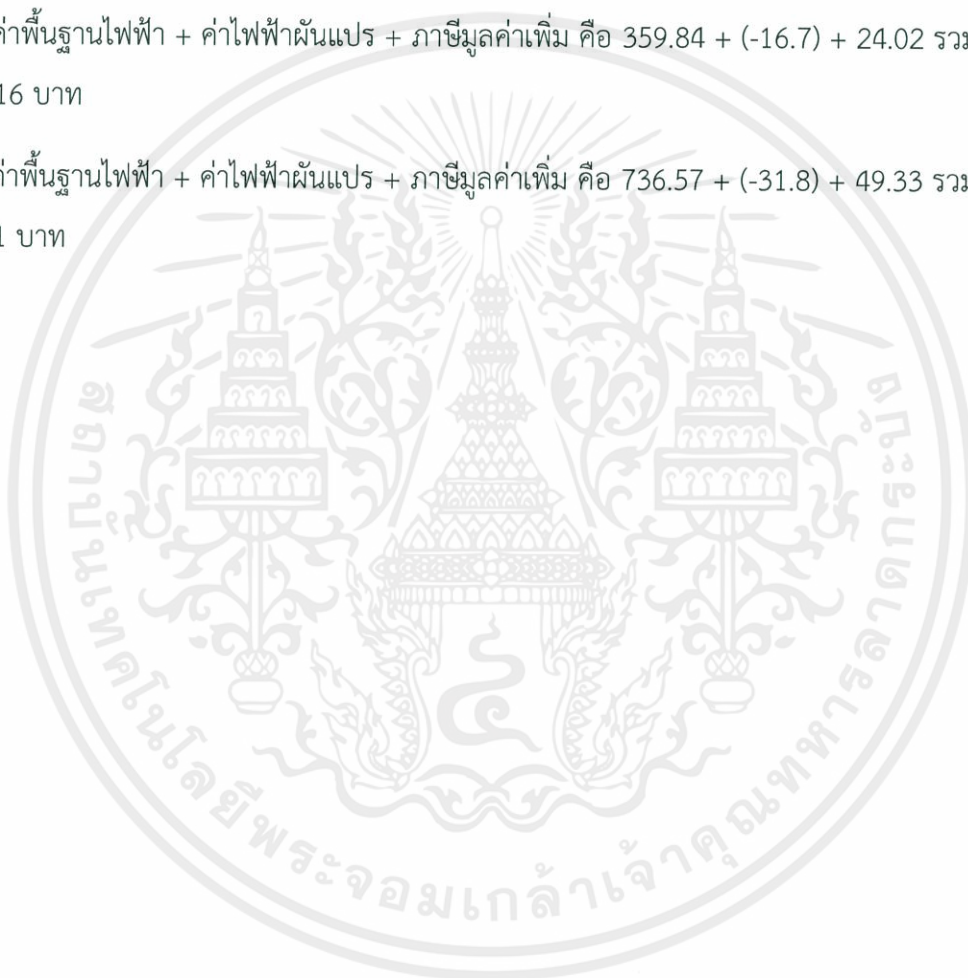 ค่าพื้นฐานไฟฟ้า + ค่าไฟฟ้าผันแปร + ภาษีมูลค่าเพิ่ม คือ 359.84 + (-16.7) + 24.02 รวม
16 บาท
ค่าพื้นฐานไฟฟ้า + ค่าไฟฟ้าผันแปร + ภาษีมูลค่าเพิ่ม คือ 736.57 + (-31.8) + 49.33 รวม
1 บาท
สถาบันเทคโนโลยีพระจอมเกล้าเจ้าคุณทหารลาดกระบัง